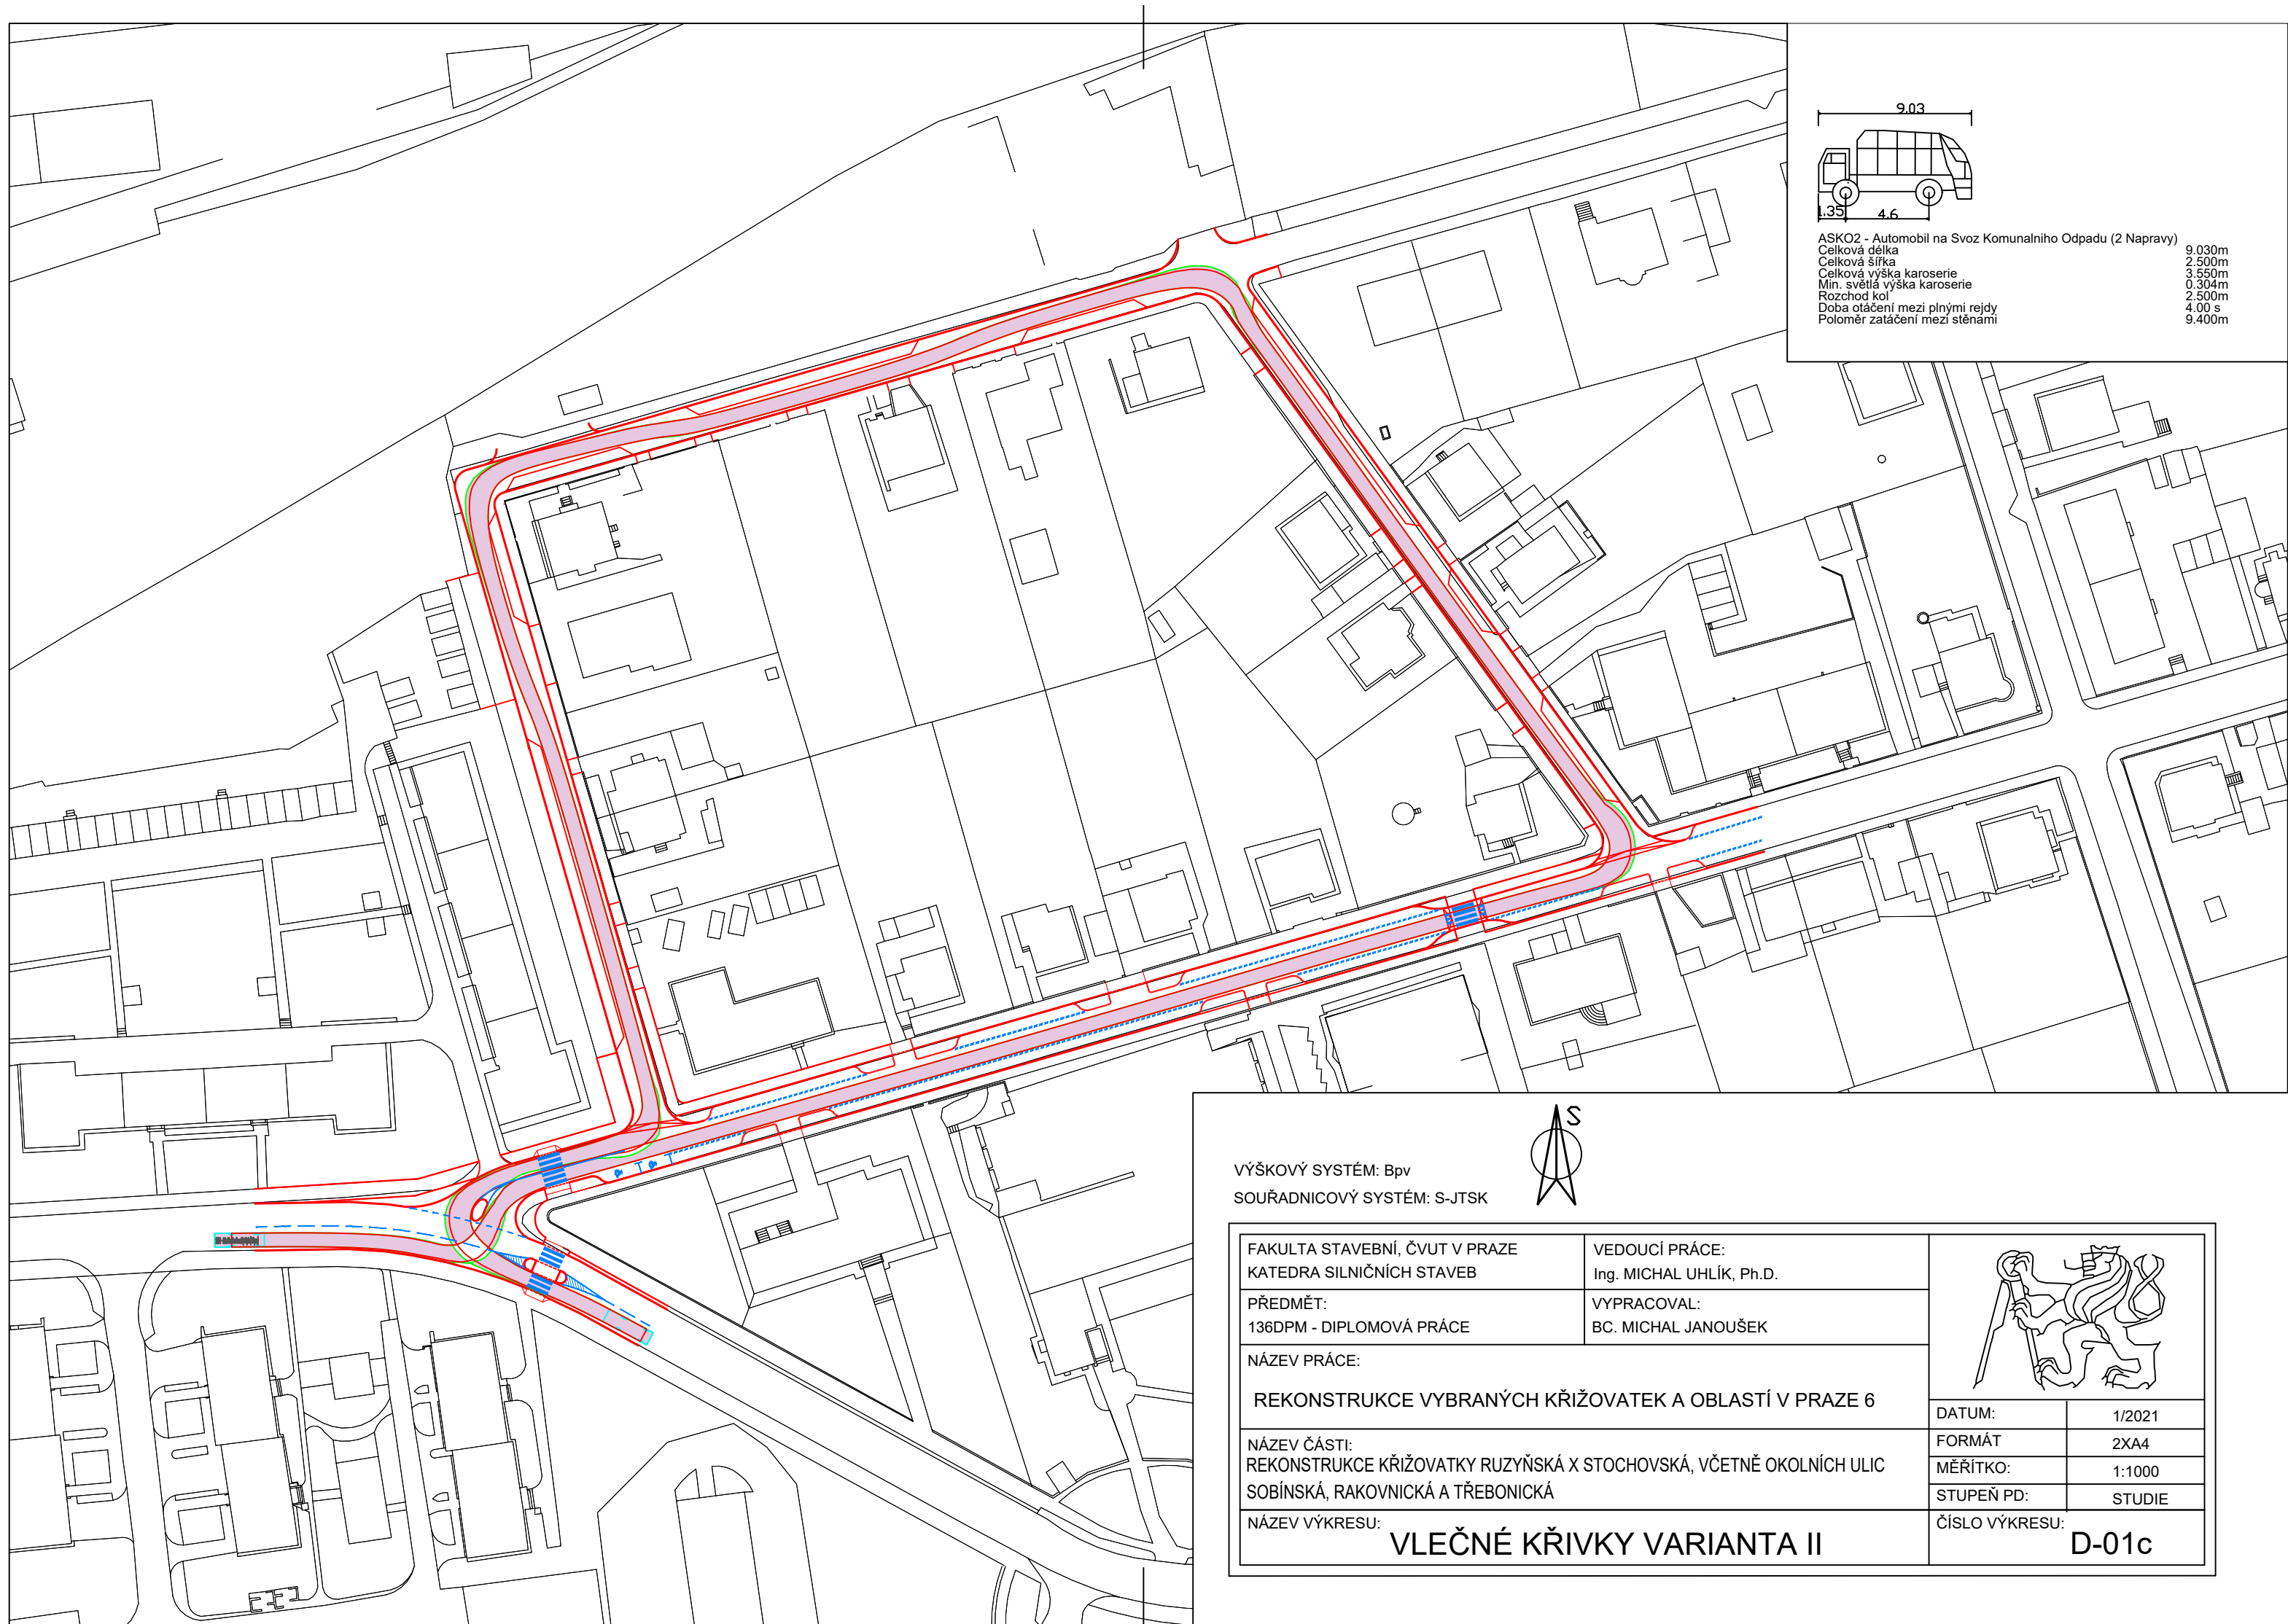 9.03
1.35
4.6
ASKO2 - Automobil na Svoz Komunalniho Odpadu (2 Napravy)
Celková délka 9.030m
Celková šířka 2.500m
Celková výška karoserie 3.550m
Min. světlá výška karoserie 0.304m
Rozchod kol 2.500m
Doba otáčení mezi plnými rejdy 4.00 s
Poloměr zatáčení mezi stěnami 9.400m
S
VÝŠKOVÝ SYSTÉM: Bpv
SOUŘADNICOVÝ SYSTÉM: S-JTSK
FAKULTA STAVEBNÍ, ČVUT V PRAZE
KATEDRA SILNIČNÍCH STAVEB
VEDOUCÍ PRÁCE:
Ing. MICHAL UHLÍK, Ph.D.
PŘEDMĚT:
136DPM - DIPLOMOVÁ PRÁCE
VYPRACOVAL:
BC. MICHAL JANOUŠEK
NÁZEV PRÁCE:
REKONSTRUKCE VYBRANÝCH KŘIŽOVATEK A OBLASTÍ V PRAZE 6
DATUM: 1/2021
FORMÁT 2XA4
MĚŘÍTKO: 1:1000
STUPEŇ PD: STUDIE
NÁZEV ČÁSTI:
REKONSTRUKCE KŘIŽOVATKY RUZYŇSKÁ X STOCHOVSKÁ, VČETNĚ OKOLNÍCH ULIC
SOBÍNSKÁ, RAKOVNICKÁ A TŘEBONICKÁ
NÁZEV VÝKRESU:
VLEČNÉ KŘIVKY VARIANTA II
ČÍSLO VÝKRESU:
D-01c